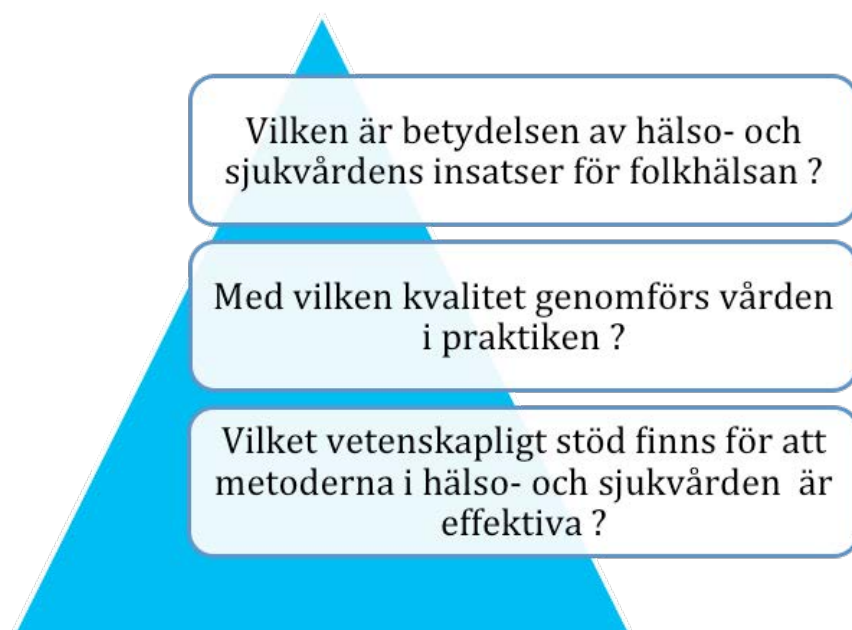 Vilken är betydelsen av hälso- och
sjukvårdens insatser för folkhälsan ?
Med vilken kvalitet genomförs vården
i praktiken ?
Vilket vetenskapligt stöd finns för att
metoderna i hälso- och sjukvården är
effektiva ?